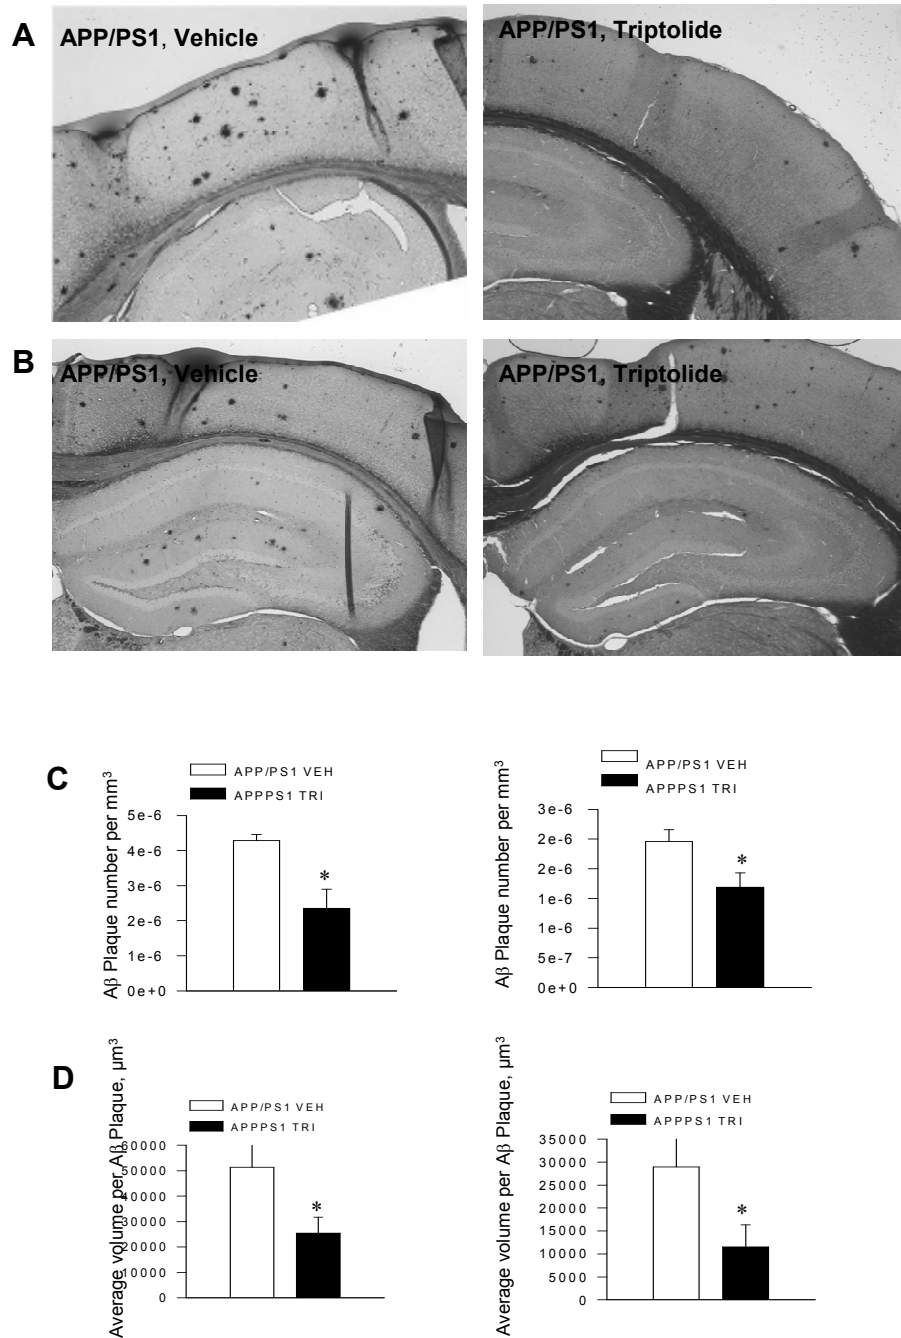 A
APP/PS1, Vehicle
APP/PS1, Triptolide
B
APP/PS1, Vehicle
APP/PS1, Triptolide
C
Aβ Plaque number per mm³
APP/PS1 VEH
APPPS1 TRI
5e-6
4e-6
3e-6
2e-6
1e-6
0e+0
*
Aβ Plaque number per mm³
APP/PS1 VEH
APPPS1 TRI
3e-6
2e-6
2e-6
1e-6
1e-6
5e-7
0e+0
*
D
Average volume per Aβ Plaque, µm³
APP/PS1 VEH
APPPS1 TRI
60000
50000
40000
30000
20000
10000
0
*
Average volume per Aβ Plaque, µm³
APP/PS1 VEH
APPPS1 TRI
35000
30000
25000
20000
15000
10000
5000
0
*